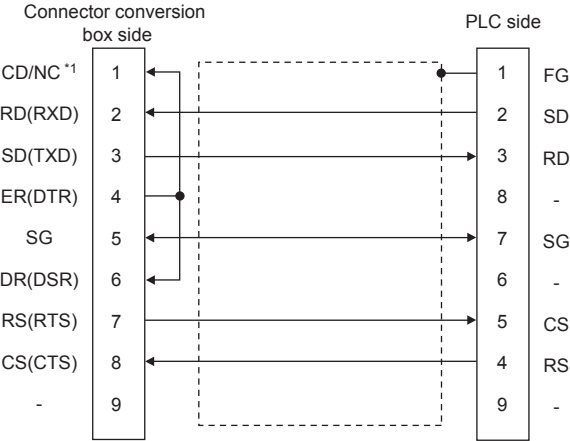 Connector conversion
box side
PLC side
CD/NC *1 1 1 FG
RD(RXD) 2 2 SD
SD(TXD) 3 3 RD
ER(DTR) 4 8 -
SG 5 7 SG
DR(DSR) 6 6 -
RS(RTS) 7 5 CS
CS(CTS) 8 4 RS
- 9 9 -